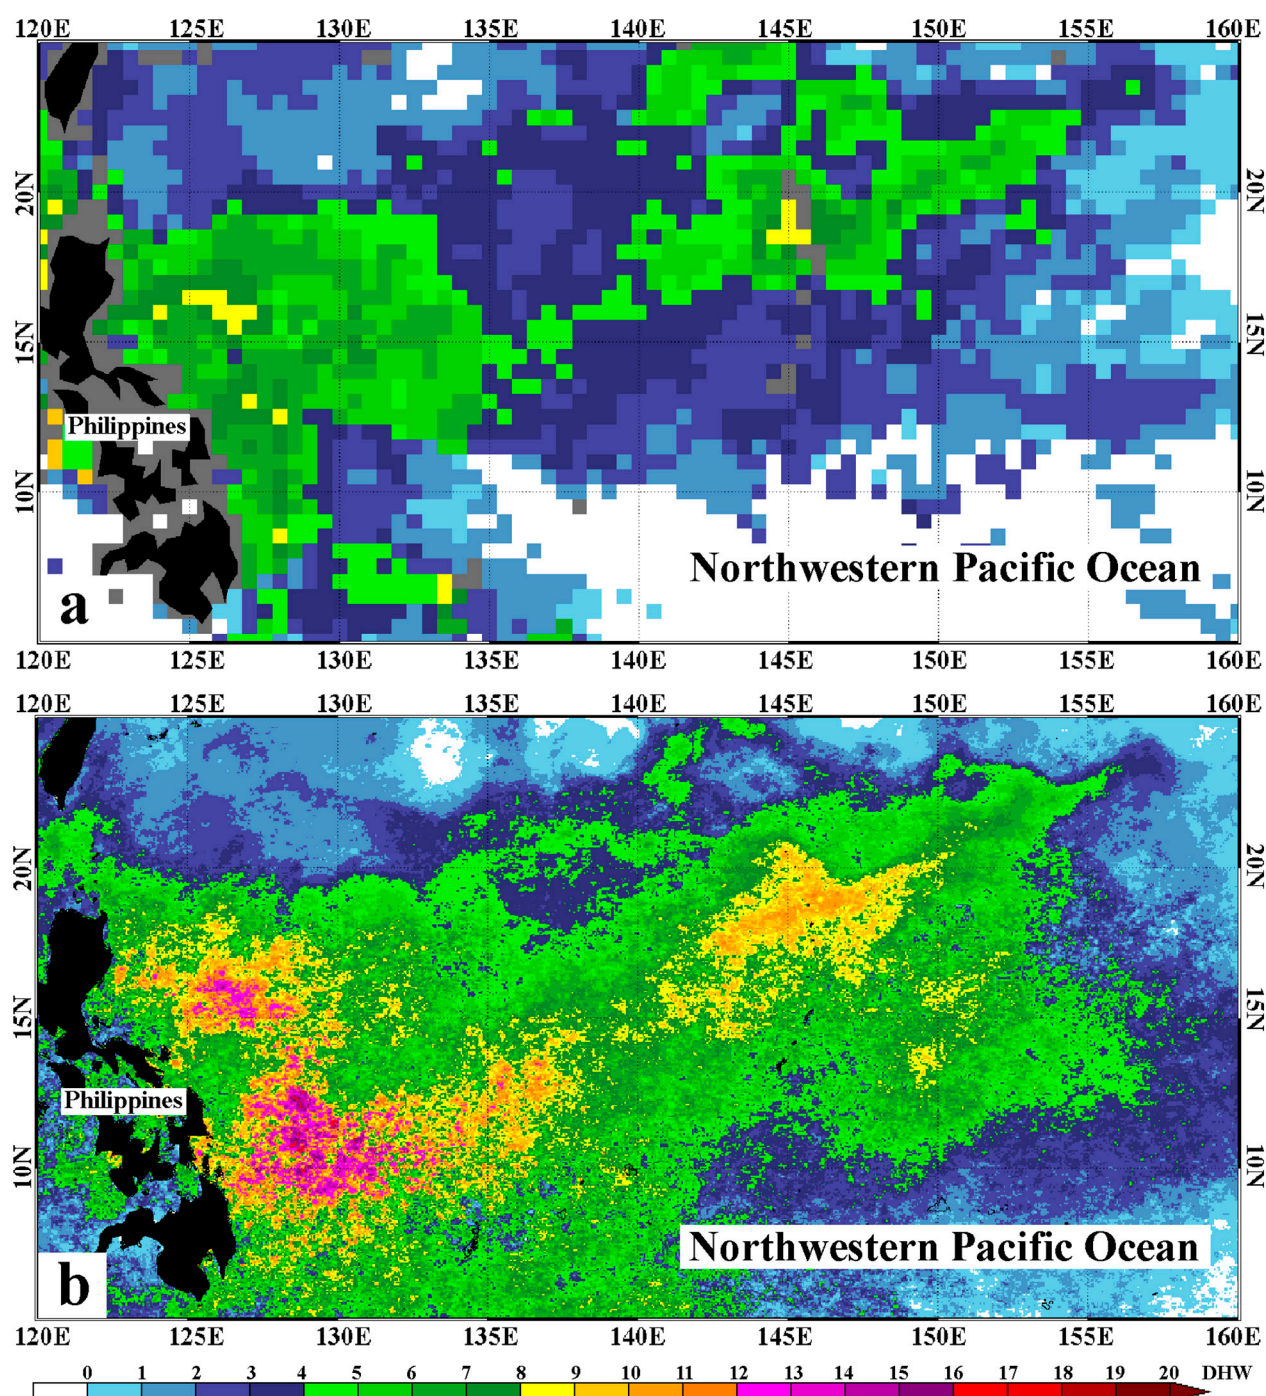 120E 125E 130E 135E 140E 145E 150E 155E 160E
20N 20N
15N 15N
Philippines
10N 10N
Northwestern Pacific Ocean
a
120E 125E 130E 135E 140E 145E 150E 155E 160E
120E 125E 130E 135E 140E 145E 150E 155E 160E
20N 20N
15N 15N
Philippines
10N 10N
Northwestern Pacific Ocean
b
120E 125E 130E 135E 140E 145E 150E 155E 160E
0 1 2 3 4 5 6 7 8 9 10 11 12 13 14 15 16 17 18 19 20 DHW